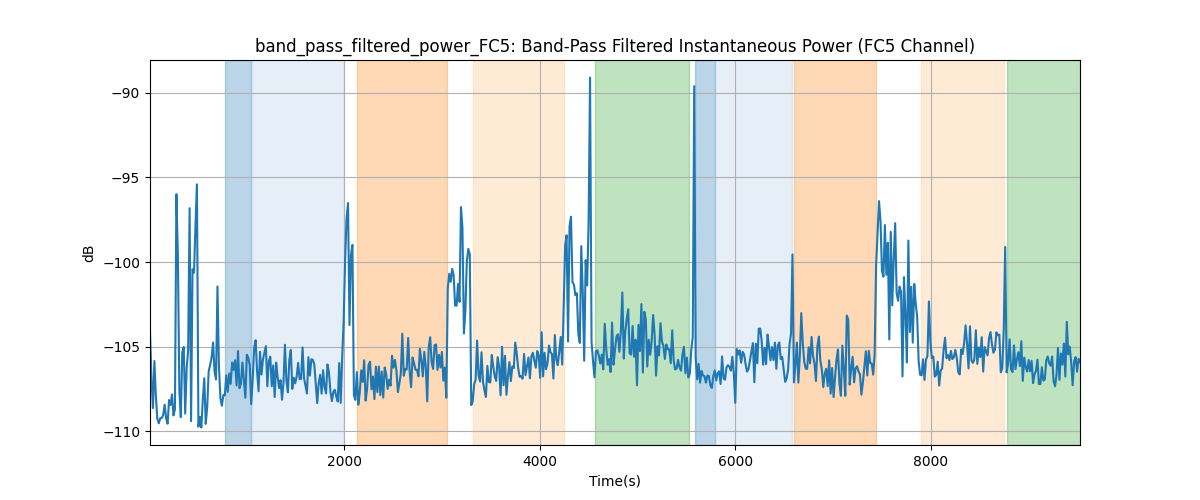 band_pass_filtered_power_FC5: Band-Pass Filtered Instantaneous Power (FC5 Channel)
−90
−95
−100
−105
−110
dB
2000 4000 6000 8000
Time(s)